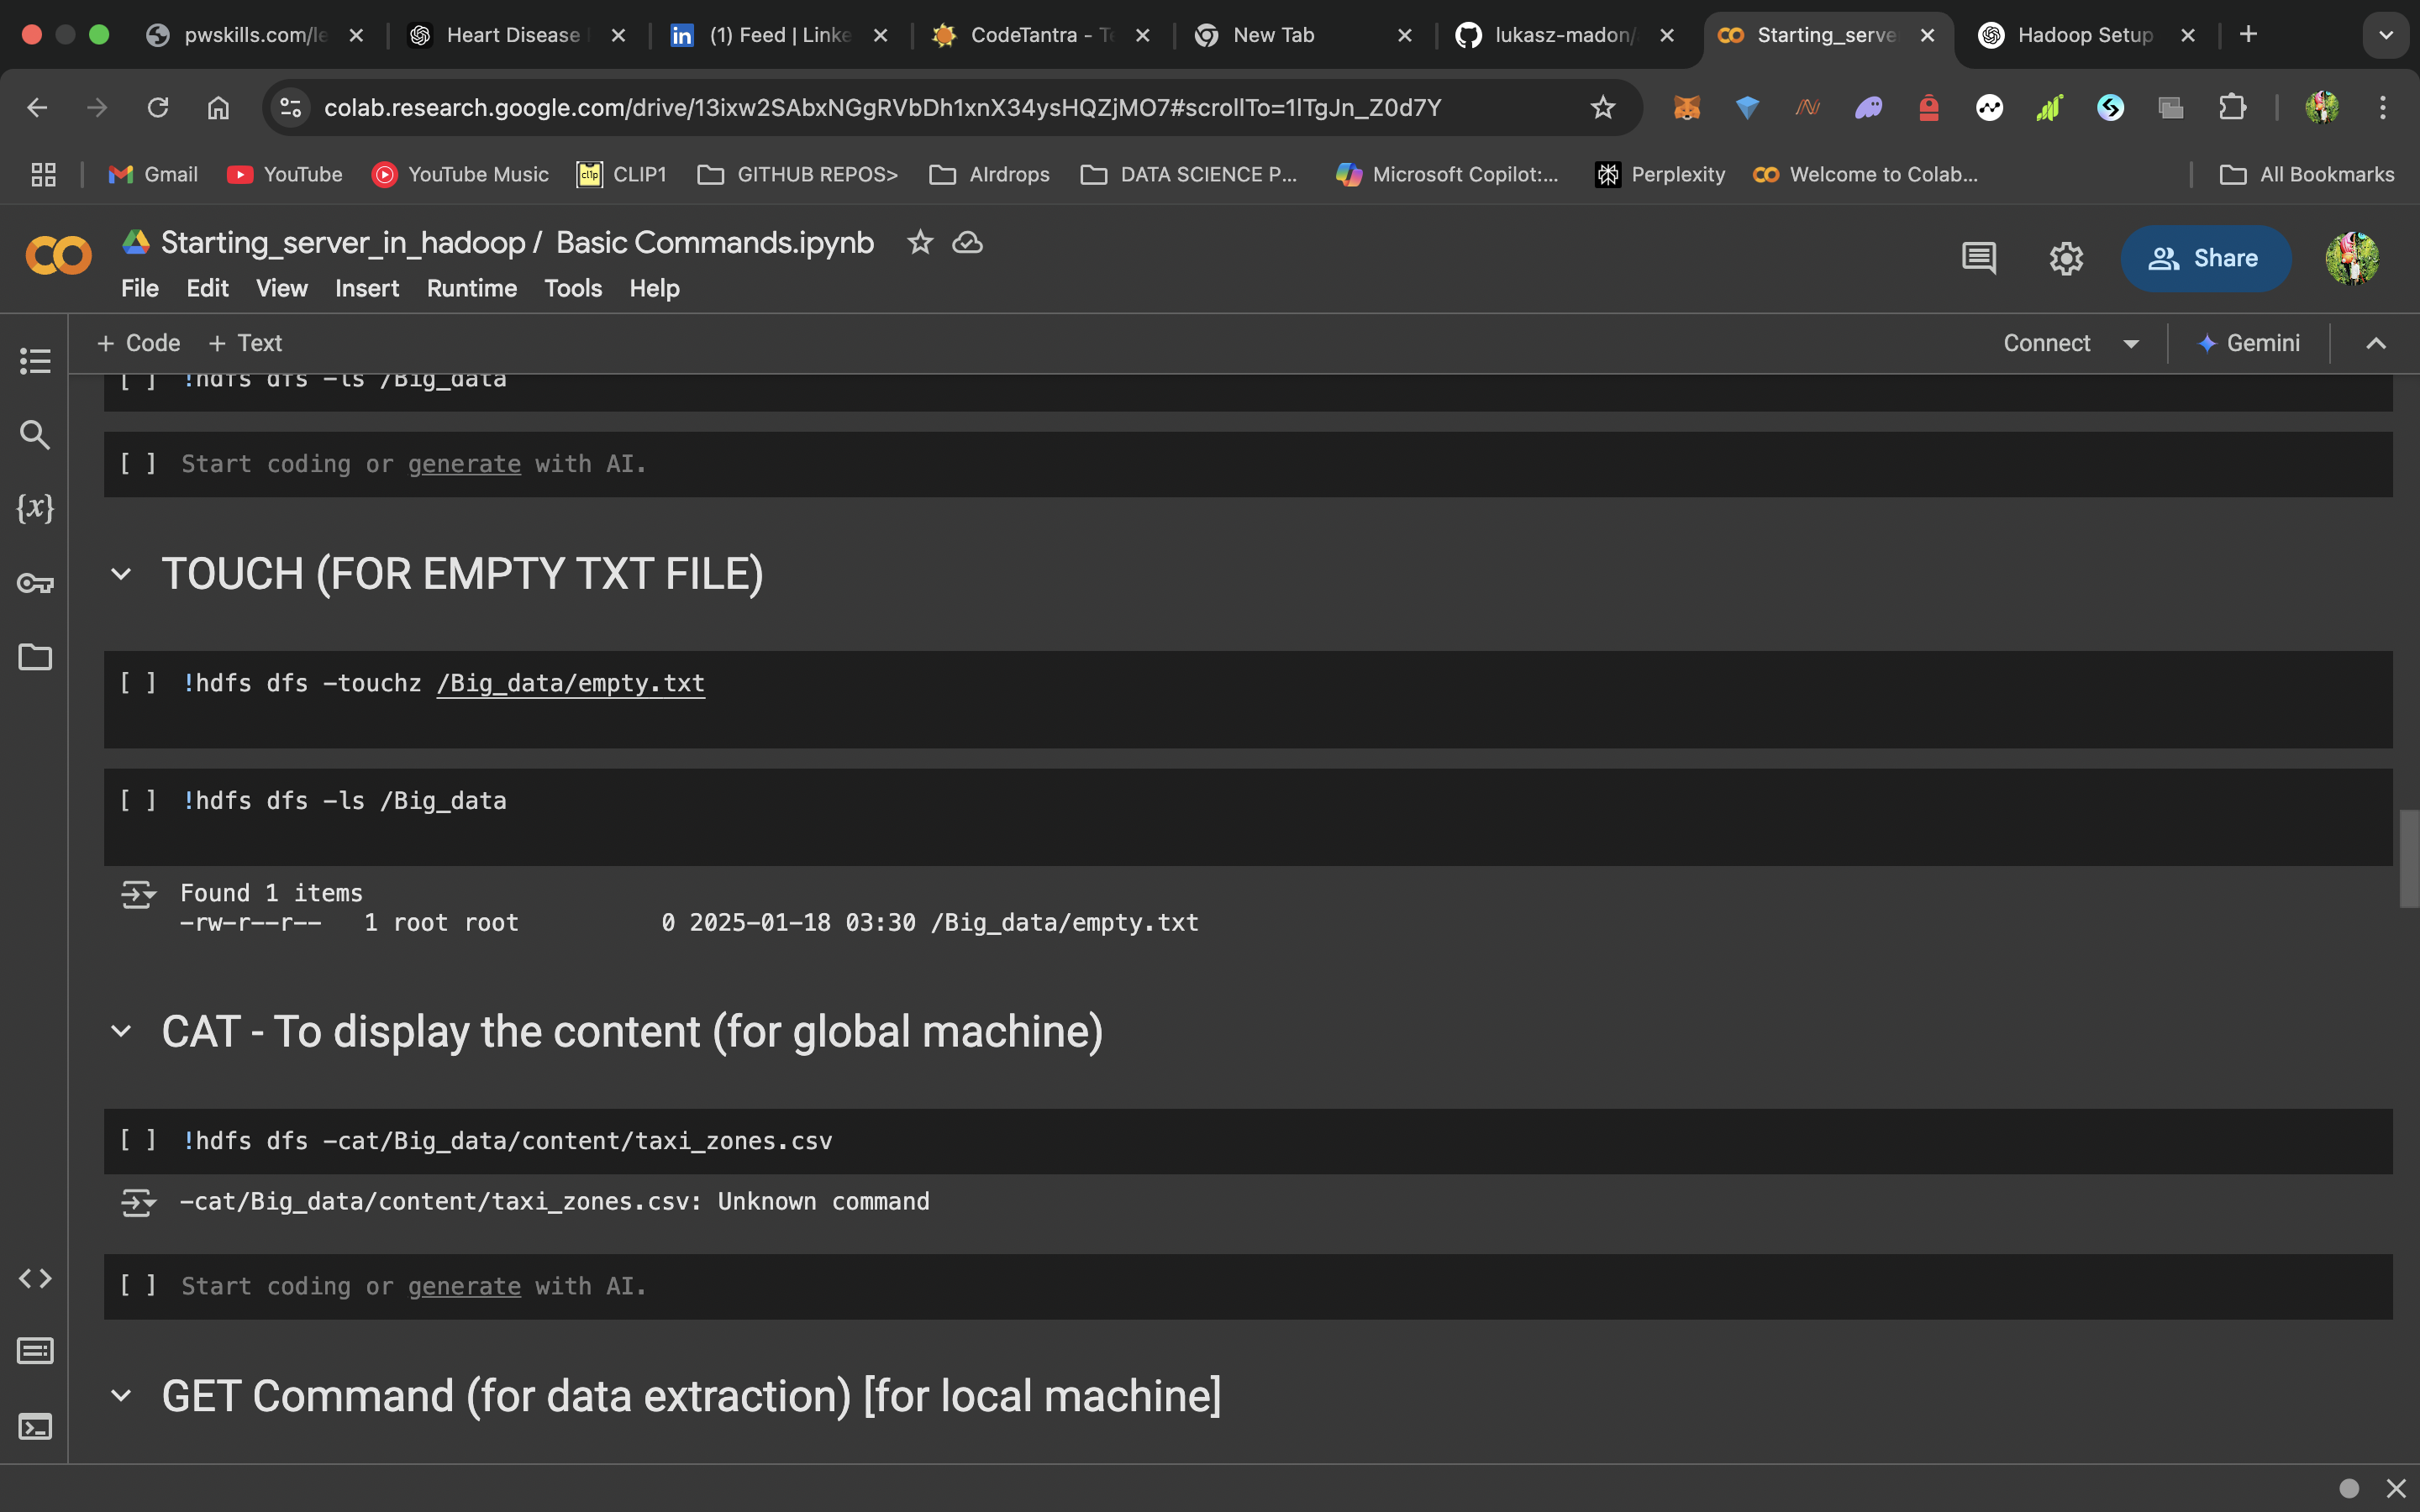 pwskills.com/le
Heart Disease
(1) Feed | Linke
CodeTantra - Te
New Tab
lukasz-madon/
Starting_serve
Hadoop Setup
colab.research.google.com/drive/13ixw2SAbxNGgRVbDh1xnX34ysHQZjMO7#scrollTo=1lTgJn_Z0d7Y
Gmail
YouTube
YouTube Music
CLIP1
GITHUB REPOS>
AIrdrops
DATA SCIENCE P...
Microsoft Copilot:...
Perplexity
Welcome to Colab...
All Bookmarks
Starting_server_in_hadoop / Basic Commands.ipynb
File Edit View Insert Runtime Tools Help
Share
+ Code + Text
Connect
Gemini
[ ] !hdfs dfs -ls /Big_data
[ ] Start coding or generate with AI.
TOUCH (FOR EMPTY TXT FILE)
[ ] !hdfs dfs -touchz /Big_data/empty.txt
[ ] !hdfs dfs -ls /Big_data
Found 1 items
-rw-r--r--   1 root root          0 2025-01-18 03:30 /Big_data/empty.txt
CAT - To display the content (for global machine)
[ ] !hdfs dfs -cat/Big_data/content/taxi_zones.csv
-cat/Big_data/content/taxi_zones.csv: Unknown command
[ ] Start coding or generate with AI.
GET Command (for data extraction) [for local machine]